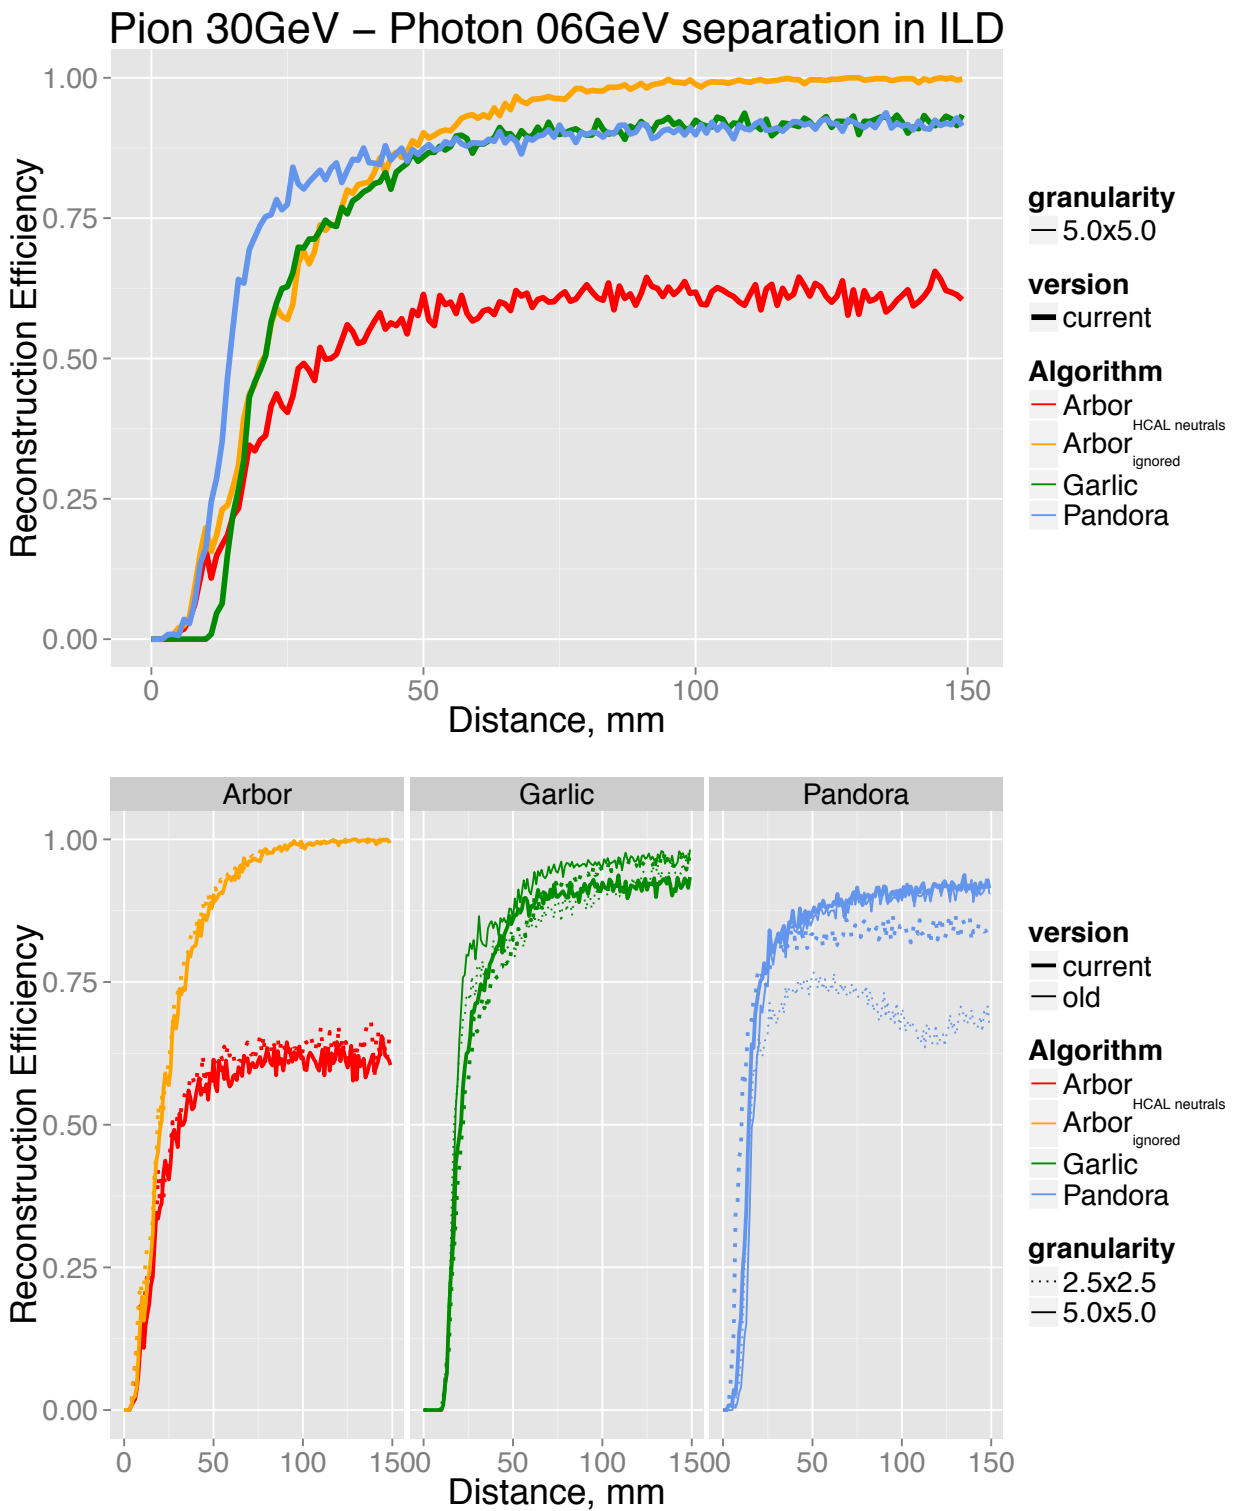 Pion 30GeV − Photon 06GeV separation in ILD
1.00
0.75
0.50
0.25
0.00
Reconstruction Efficiency
0 50 100 150
Distance, mm
granularity
5.0x5.0
version
current
Algorithm
Arbor
Arbor HCAL neutrals ignored
Garlic
Pandora
Arbor Garlic Pandora
1.00
0.75
0.50
0.25
0.00
Reconstruction Efficiency
0 50 100 150 0 50 100 150 0 50 100 150
Distance, mm
version
current
old
Algorithm
Arbor
Arbor HCAL neutrals ignored
Garlic
Pandora
granularity
2.5x2.5
5.0x5.0